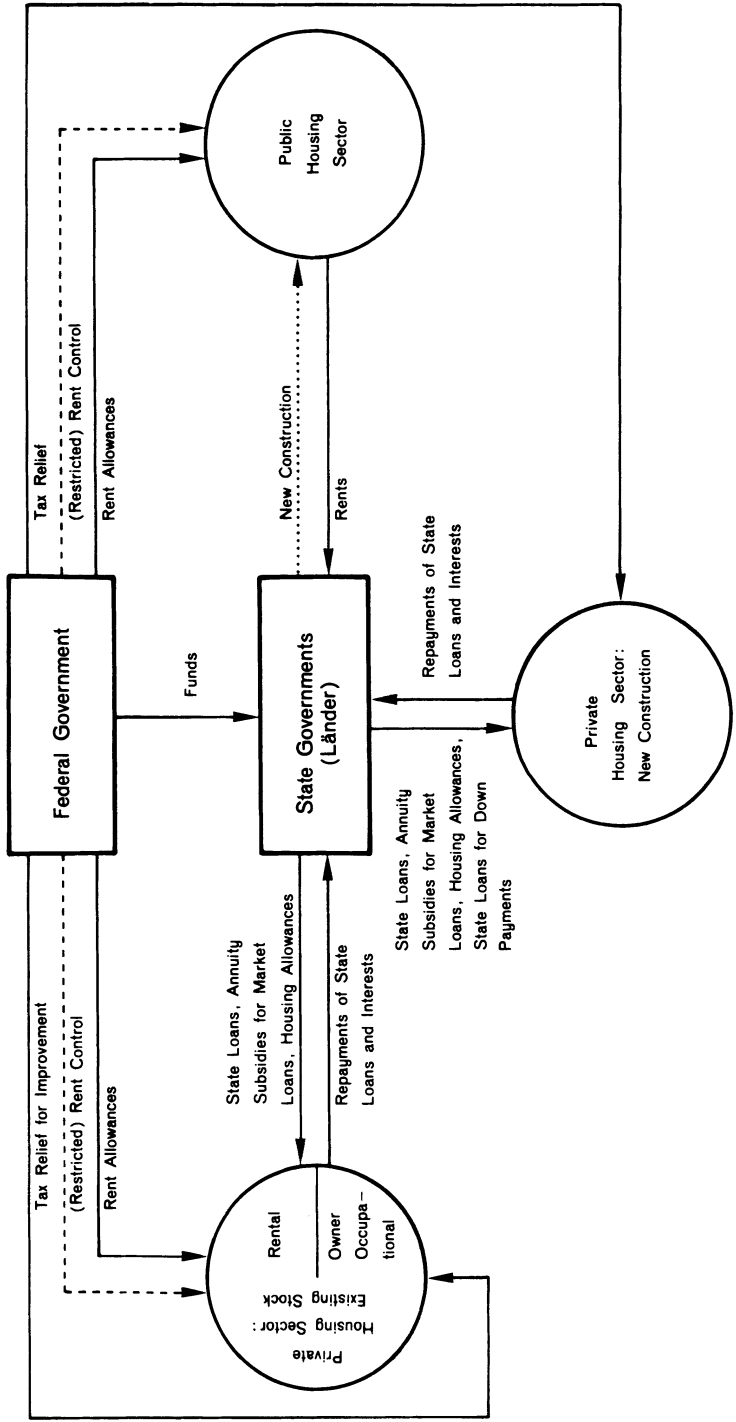 Tax Relief for Improvement
(Restricted) Rent Control
Rent Allowances
Federal Government
Tax Relief
(Restricted) Rent Control
Rent Allowances
Funds
Private
Housing Sector:
Existing Stock
Rental
Owner
Occupa-
tional
State Loans, Annuity
Subsidies for Market
Loans, Housing Allowances
Repayments of State
Loans and Interests
State Governments
(Länder)
New Construction
Rents
Public
Housing
Sector
State Loans, Annuity
Subsidies for Market
Loans, Housing Allowances,
State Loans for Down
Payments
Repayments of State
Loans and Interests
Private
Housing Sector:
New Construction